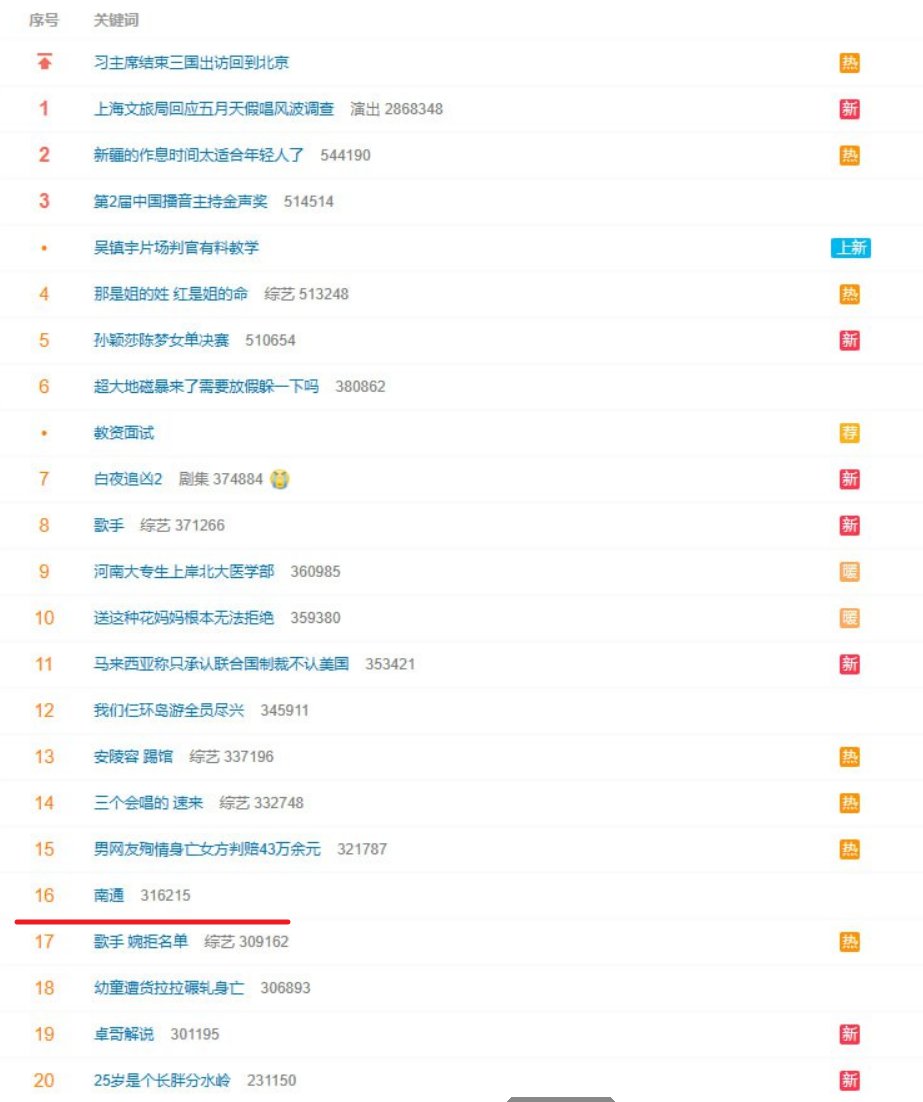 序号 关键词
习主席结束三国出访回到北京 热
1 上海文旅局回应五月天假唱风波调查 演出 2868348 新
2 新疆的作息时间太适合年轻人了 544190 热
3 第2届中国播音主持金声奖 514514
• 吴镇宇片场判官有料教学 上新
4 那是姐的姓 红是姐的命 综艺 513248 热
5 孙颖莎陈梦女单决赛 510654 新
6 超大地磁暴来了需要放假躲一下吗 380862
• 教资面试 荐
7 白夜追凶2 剧集 374884 新
8 歌手 综艺 371266 新
9 河南大专生上岸北大医学部 360985 暖
10 送这种花妈妈根本无法拒绝 359380 暖
11 马来西亚称只承认联合国制裁不认美国 353421 新
12 我们仨环岛游全员尽兴 345911
13 安陵容 踢馆 综艺 337196 热
14 三个会唱的 速来 综艺 332748 热
15 男网友殉情身亡女方判赔43万余元 321787 热
16 南通 316215
17 歌手 婉拒名单 综艺 309162 热
18 幼童遭货拉拉碾轧身亡 306893
19 卓哥解说 301195 新
20 25岁是个长胖分水岭 231150 新